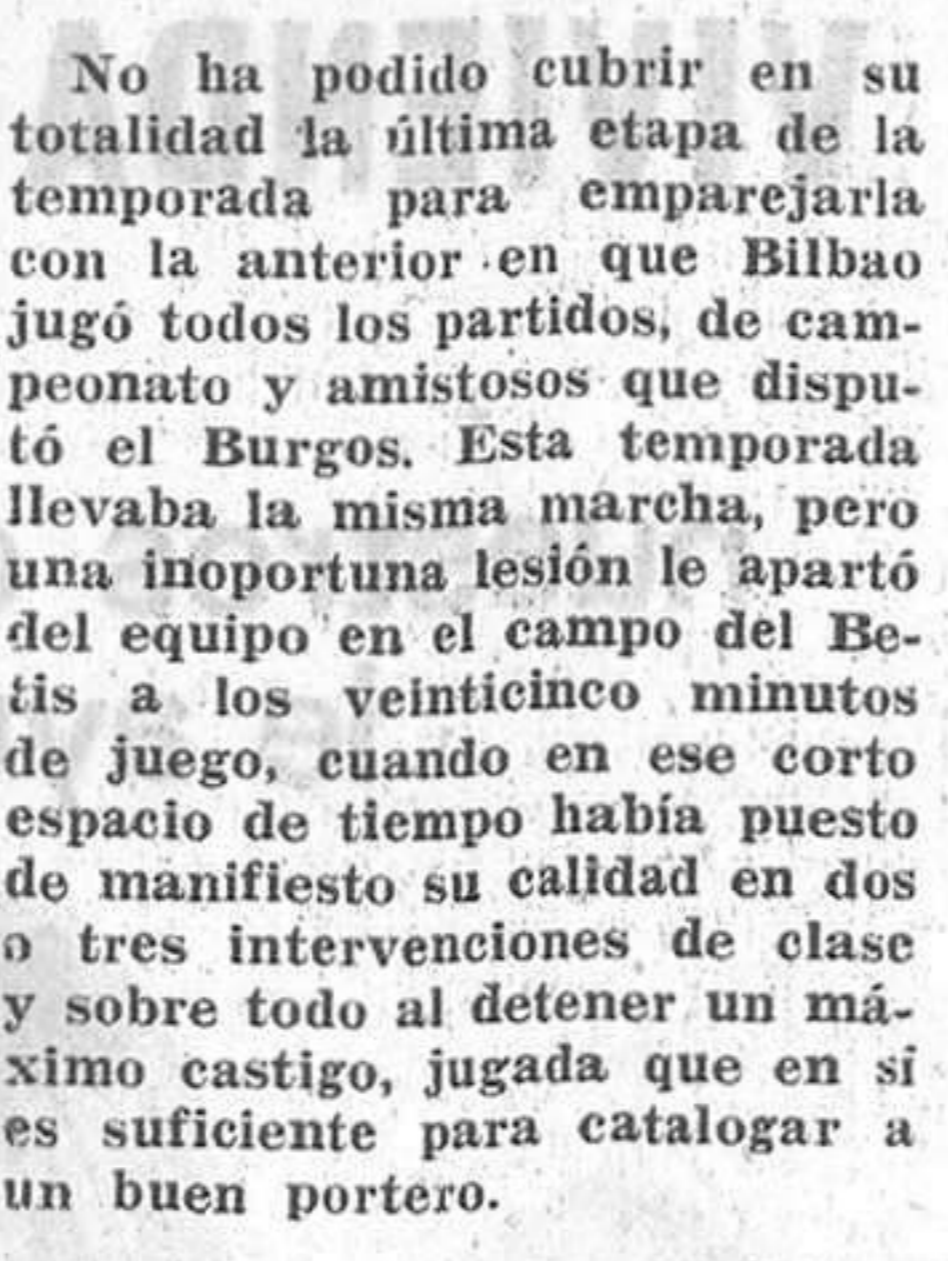 No ha podido cubrir en su
totalidad la última etapa de la
temporada para emparejarla
con la anterior en que Bilbao
jugó todos los partidos, de cam-
peonato y amistosos que dispu-
tó el Burgos. Esta temporada
llevaba la misma marcha, pero
una inoportuna lesión le apartó
del equipo en el campo del Be-
tis a los veinticinco minutos
de juego, cuando en ese corto
espacio de tiempo había puesto
de manifiesto su calidad en dos
o tres intervenciones de clase
y sobre todo al detener un má-
ximo castigo, jugada que en sí
es suficiente para catalogar a
un buen portero.